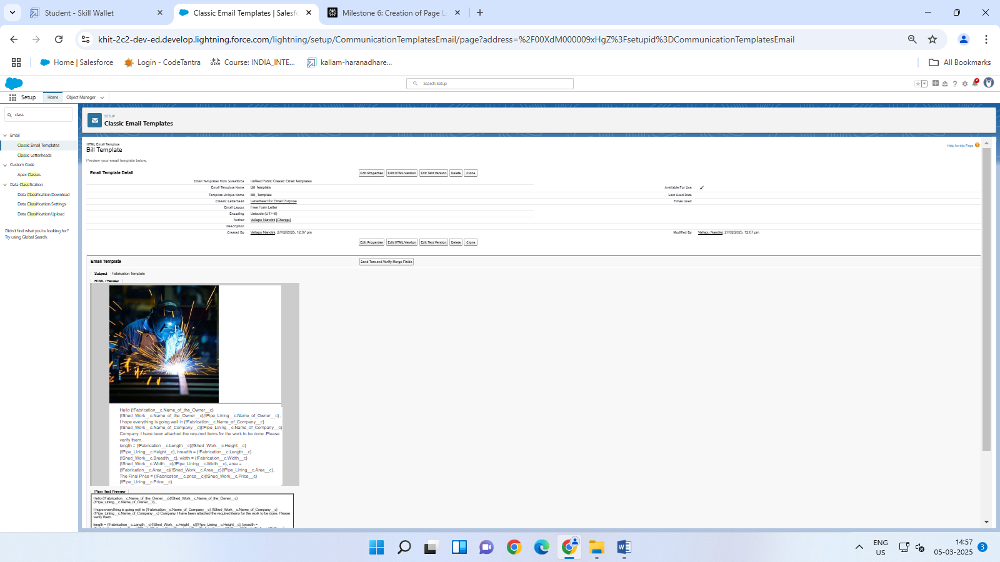 Student - Skill Wallet
Classic Email Templates | Salesf
Milestone 6: Creation of Page L
khit-2c2-dev-ed.develop.lightning.force.com/lightning/setup/CommunicationTemplatesEmail/page?address=%2F00XdM000009xHgZ%3Fsetupid%3DCommunicationTemplatesEmail
Home | Salesforce
Login - CodeTantra
Course: INDIA_INTE...
kallam-haranadhare...
All Bookmarks
Search Setup
Setup
Home
Object Manager
class
Email
Classic Email Templates
Classic Letterheads
Custom Code
Apex Classes
Data Classification
Data Classification Download
Data Classification Settings
Data Classification Upload
Didn't find what you're looking for?
Try using Global Search.
SETUP
Classic Email Templates
HTML Email Template
Bill Template
Help for this Page
Preview your email template below.
Email Template Detail
Edit Properties Edit HTML Version Edit Text Version Delete Clone
Email Templates from Salesforce Unified Public Classic Email Templates
Email Template Name Bill Template Available For Use ✓
Template Unique Name Bill_Template Last Used Date
Classic Letterhead Letterhead for Email Purpose Times Used
Email Layout Free Form Letter
Encoding Unicode (UTF-8)
Author Vallapu Nandini [Change]
Description
Created By Vallapu Nandini, 27/02/2025, 12:07 pm Modified By Vallapu Nandini, 27/02/2025, 12:07 pm
Edit Properties Edit HTML Version Edit Text Version Delete Clone
Email Template
Send Test and Verify Merge Fields
Subject Fabrication Template
HTML Preview
Hello {!Fabrication__c.Name_of_the_Owner__c}
{!Shed_Work__c.Name_of_the_Owner__c}{!Pipe_Lining__c.Name_of_Owner__c} ,
I hope everything is going well in {!Fabrication__c.Name_of_Company__c}
{!Shed_Work__c.Name_of_Company__c}{!Pipe_Lining__c.Name_of_Company__c}
Company. I have been attached the required items for the work to be done. Please
verify them.
length = {!Fabrication__c.Length__c}{!Shed_Work__c.Height__c}
{!Pipe_Lining__c.Height__c}, breadth = {!Fabrication__c.Length__c}
{!Shed_Work__c.Breadth__c}, width = {!Fabrication__c.Width__c}
{!Shed_Work__c.Width__c}{!Pipe_Lining__c.Width__c}, area =
{!Fabrication__c.Area__c}{!Shed_Work__c.Area__c}{!Pipe_Lining__c.Area__c},
The Final Price = {!Fabrication__c.price__c}{!Shed_Work__c.Price__c}
{!Pipe_Lining__c.Price__c}.
Plain Text Preview
Hello {!Fabrication__c.Name_of_the_Owner__c}{!Shed_Work__c.Name_of_the_Owner__c}
{!Pipe_Lining__c.Name_of_Owner__c} ,
I hope everything is going well in {!Fabrication__c.Name_of_Company__c} {!Shed_Work__c.Name_of_Company__c}
{!Pipe_Lining__c.Name_of_Company__c} Company. I have been attached the required items for the work to be done. Please
verify them.
length = {!Fabrication__c.Length__c}{!Shed_Work__c.Height__c}{!Pipe_Lining__c.Height__c}, breadth =
ENG
US
14:57
05-03-2025
3